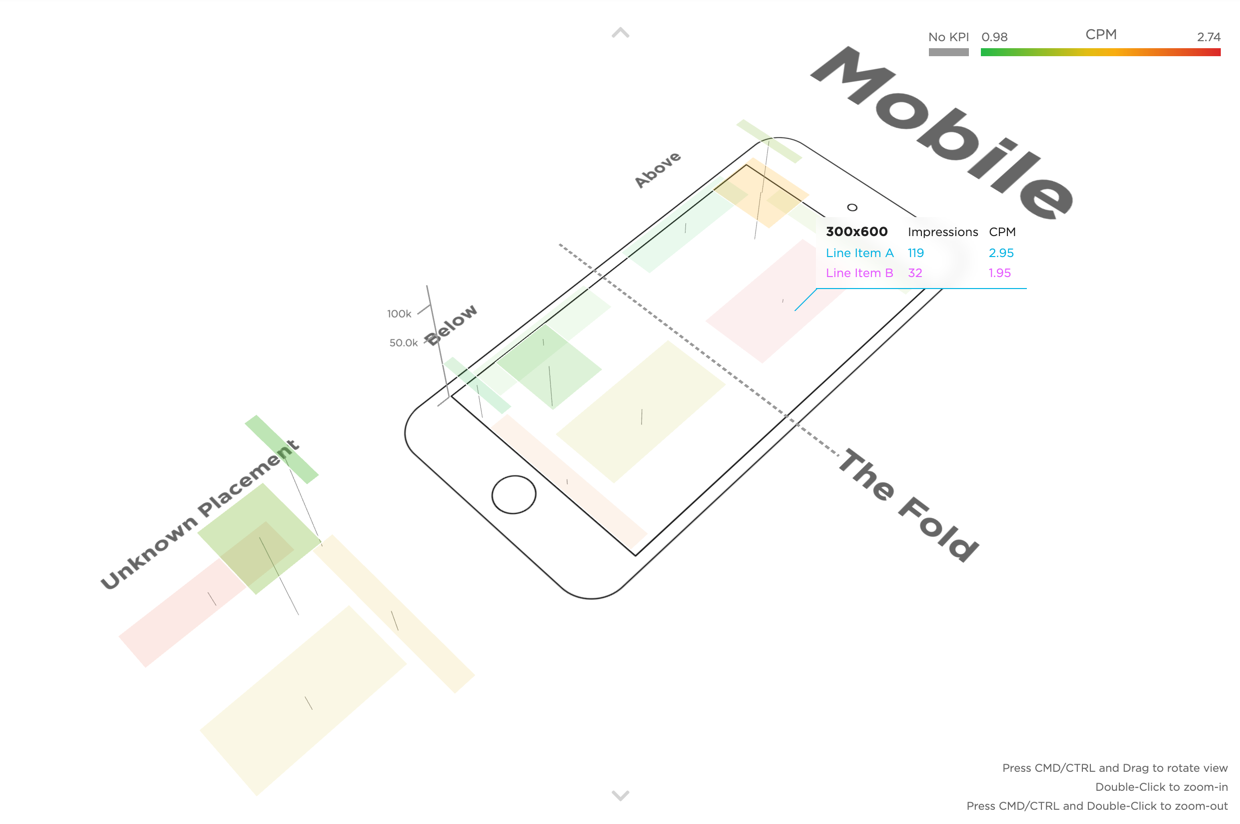 No KPI 0.98 CPM 2.74
Mobile
Above
300x600 Impressions CPM
Line Item A 119 2.95
Line Item B 32 1.95
100k
50.0k
Below
Unknown Placement
The Fold
Press CMD/CTRL and Drag to rotate view
Double-Click to zoom-in
Press CMD/CTRL and Double-Click to zoom-out